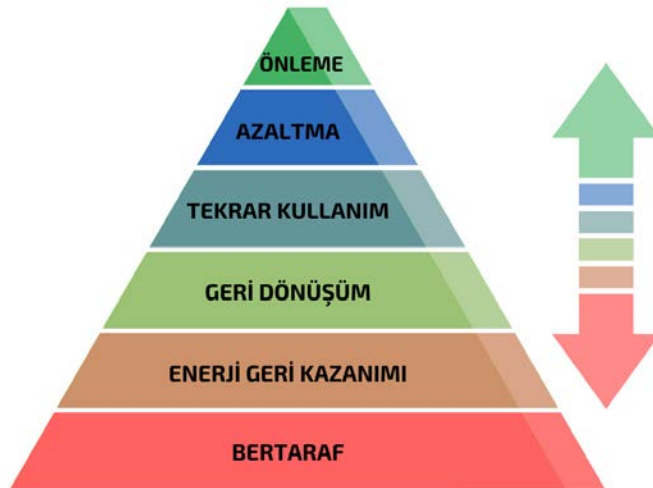 ÖNLEME
AZALTMA
TEKRAR KULLANIM
GERİ DÖNÜŞÜM
ENERJİ GERİ KAZANIMI
BERTARAF